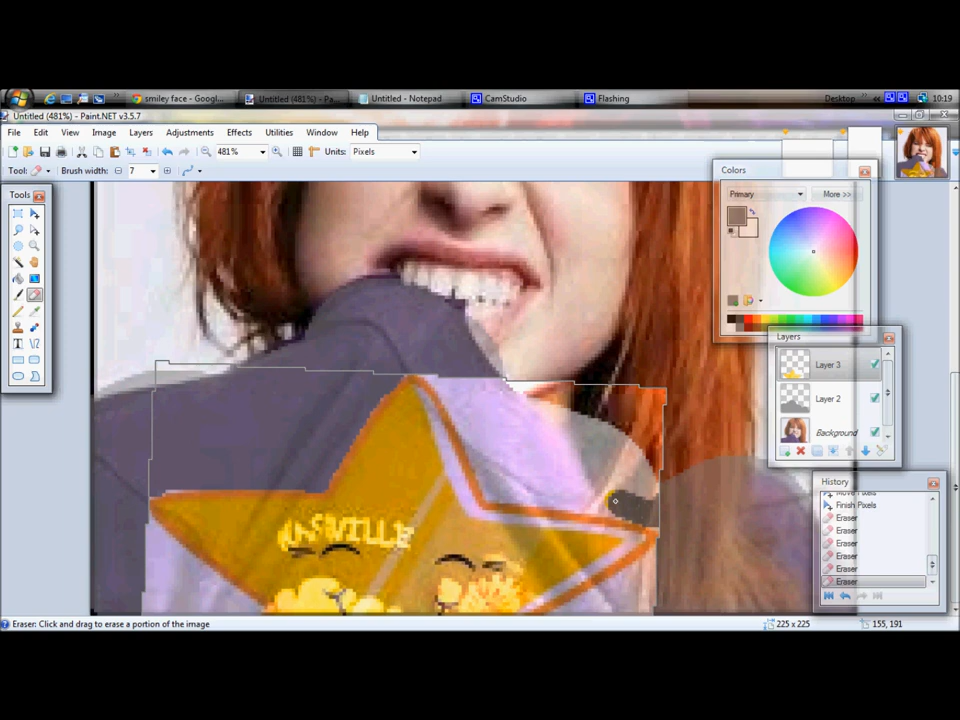 smiley face - Googl...
Untitled (481%) - Pa...
Untitled - Notepad
CamStudio
Flashing
Desktop
10:19
Untitled (481%) - Paint.NET v3.5.7
File Edit View Image Layers Adjustments Effects Utilities Window Help
481% Units: Pixels
Tool: Brush width: 7
Tools
Colors
Primary More >>
Layers
Layer 3
Layer 2
Background
NASHVILLE
History
Move Pixels
Finish Pixels
Eraser
Eraser
Eraser
Eraser
Eraser
Eraser
Eraser: Click and drag to erase a portion of the image
225 x 225
155, 191